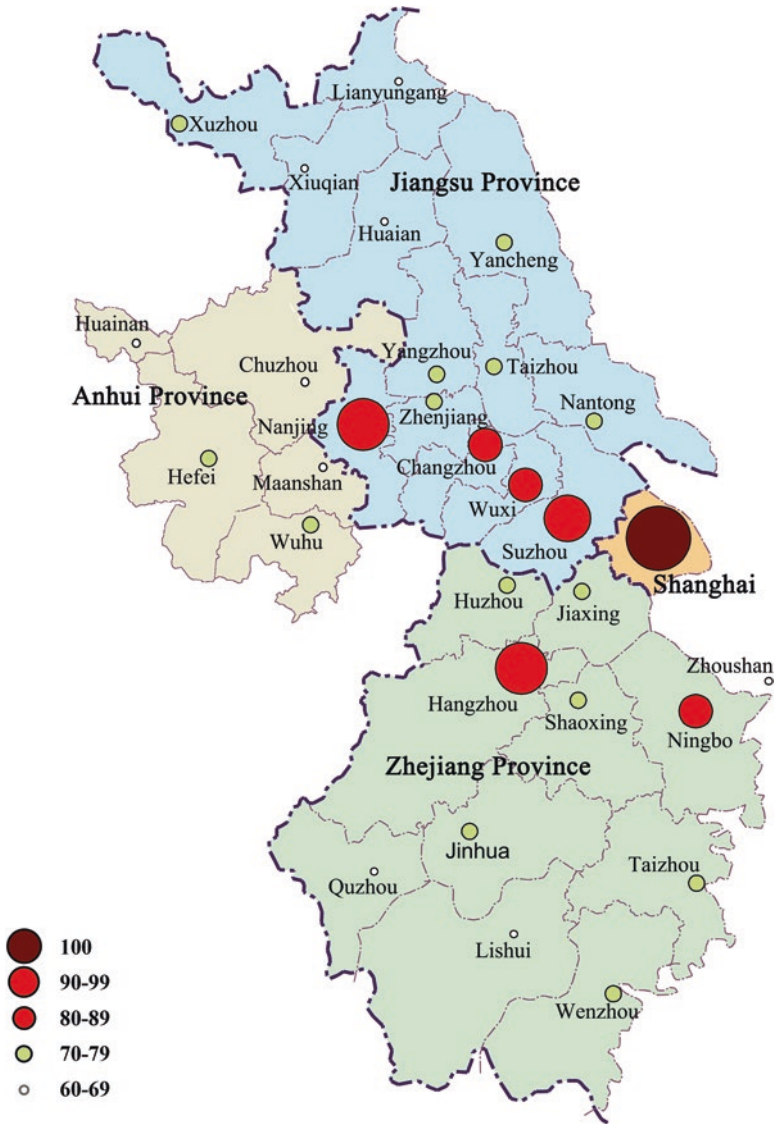 Lianyungang
Xuzhou
Xiuqian
Jiangsu Province
Huaian
Yancheng
Huainan
Chuzhou
Yangzhou
Taizhou
Anhui Province
Zhenjiang
Nantong
Nanjing
Changzhou
Hefei
Maanshan
Wuxi
Wuhu
Suzhou
Shanghai
Huzhou
Jiaxing
Zhoushan
Hangzhou
Shaoxing
Ningbo
Zhejiang Province
Jinhua
Taizhou
Quzhou
Lishui
Wenzhou
100
90-99
80-89
70-79
60-69